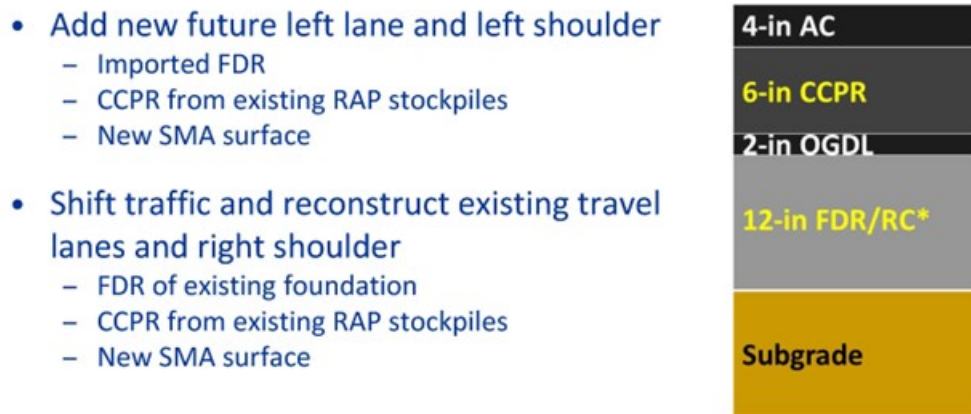 • Add new future left lane and left shoulder
– Imported FDR
– CCPR from existing RAP stockpiles
– New SMA surface
• Shift traffic and reconstruct existing travel
lanes and right shoulder
– FDR of existing foundation
– CCPR from existing RAP stockpiles
– New SMA surface
4-in AC
6-in CCPR
2-in OGDL
12-in FDR/RC*
Subgrade